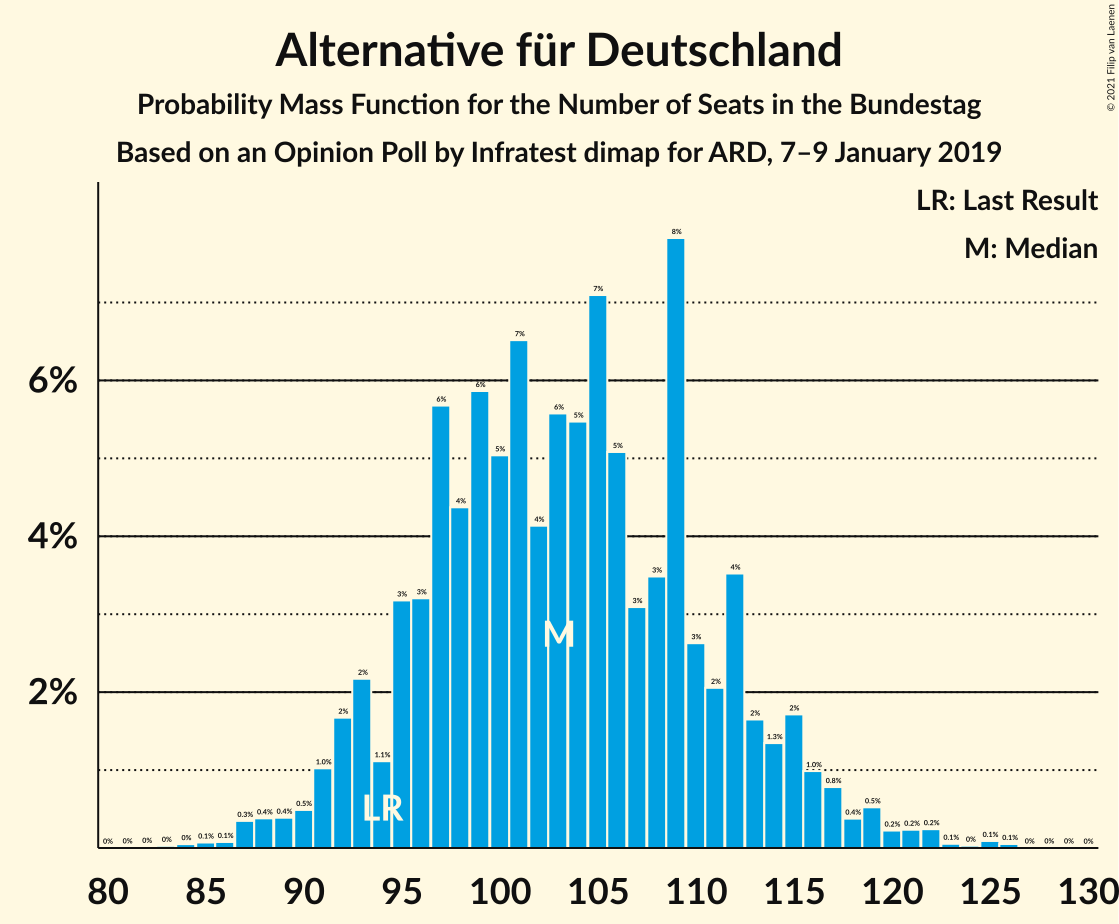 Alternative für Deutschland
Probability Mass Function for the Number of Seats in the Bundestag
Based on an Opinion Poll by Infratest dimap for ARD, 7–9 January 2019
© 2021 Filip van Laenen
LR: Last Result
M: Median
6%
4%
2%
0% 0% 0% 0% 0% 0.1% 0.1% 0.3% 0.4% 0.4% 0.5% 1.0% 2% 2% 1.1% 3% 3% 6% 4% 6% 5% 7% 4% 6% 5% 7% 5% 3% 3% 8% 3% 2% 4% 2% 1.3% 2% 1.0% 0.8% 0.4% 0.5% 0.2% 0.2% 0.2% 0.1% 0% 0.1% 0.1% 0% 0% 0% 0%
M
LR
80 85 90 95 100 105 110 115 120 125 130